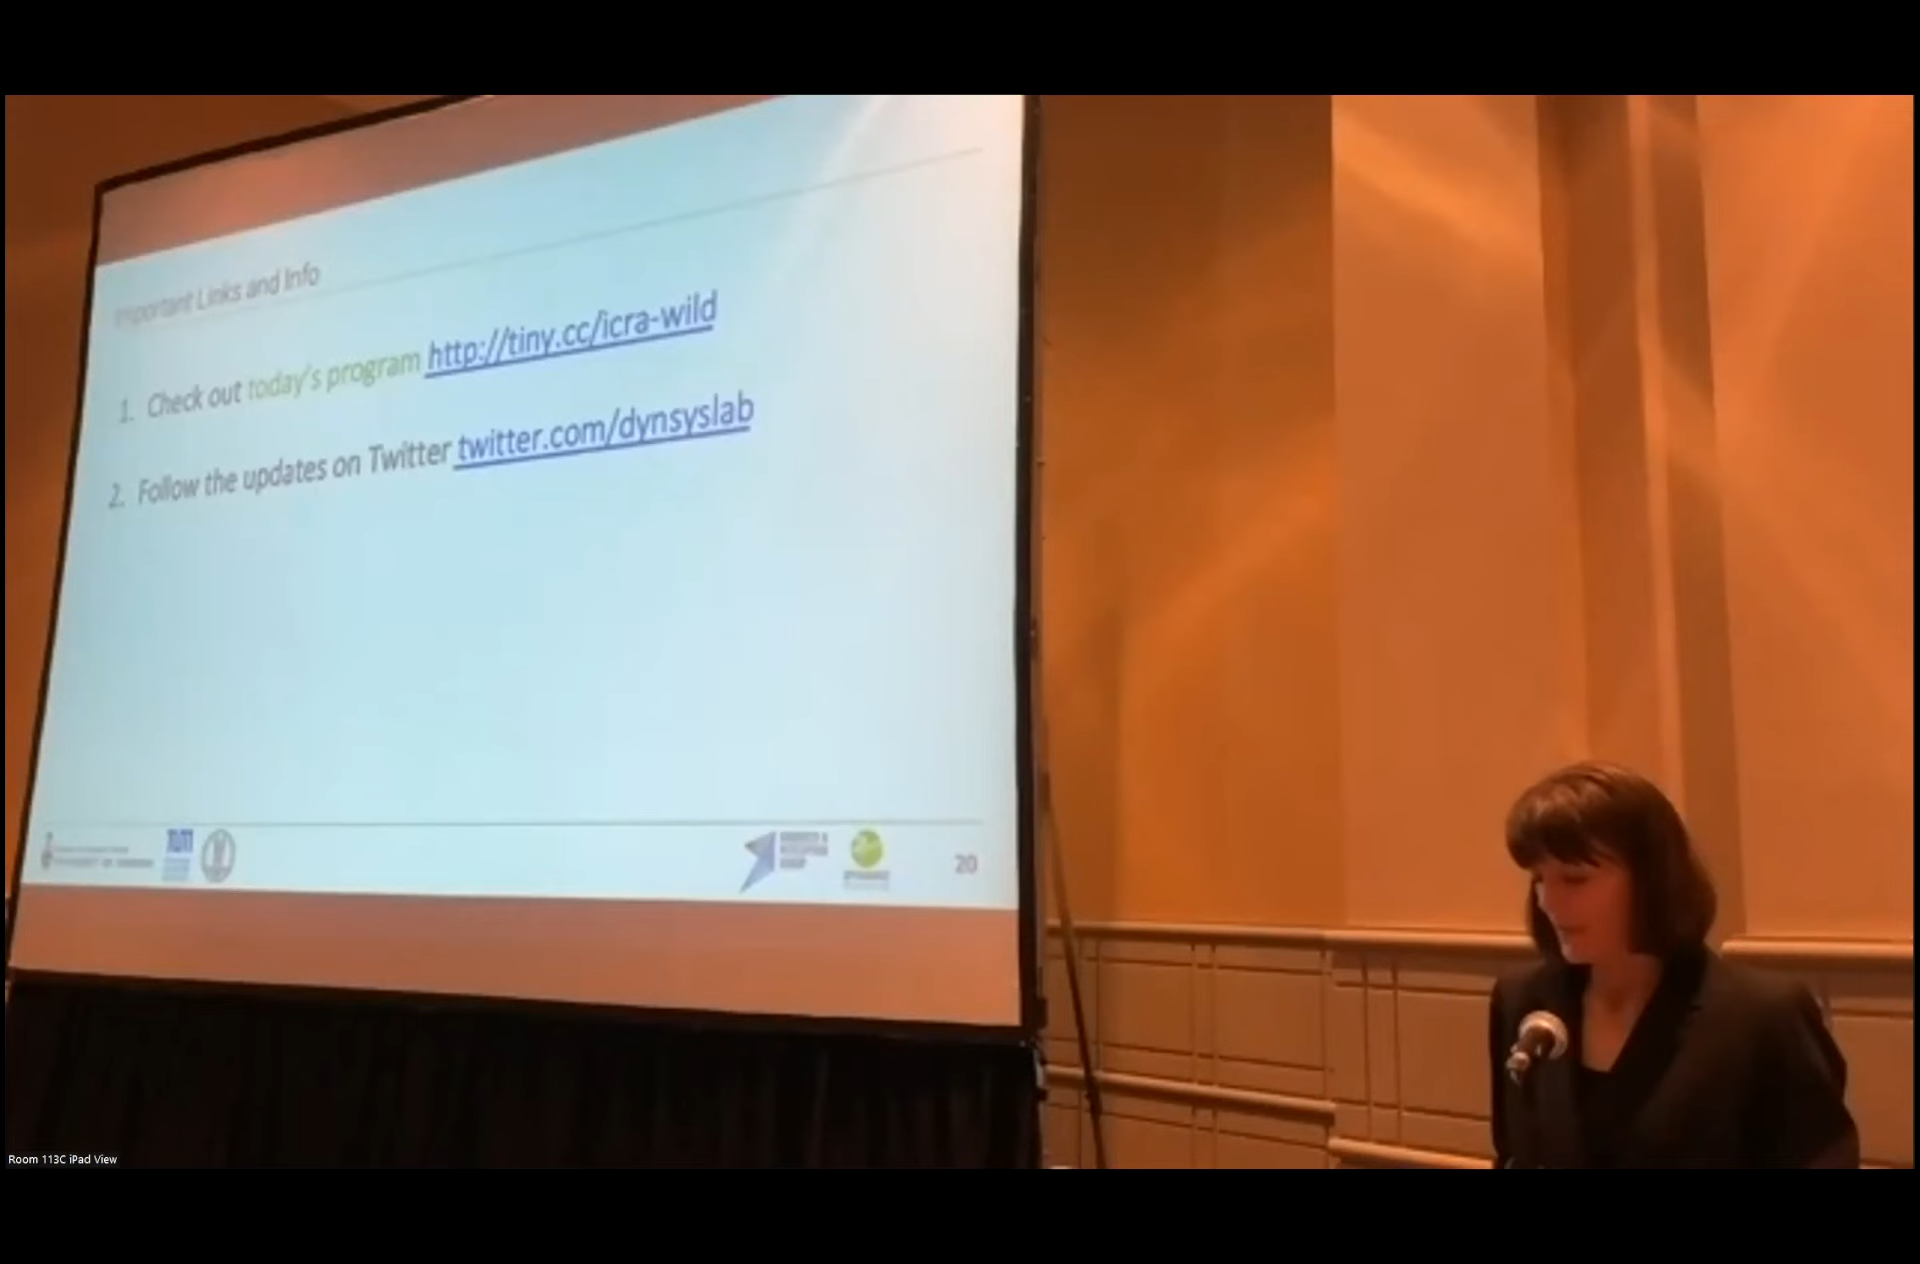 Important Links and Info
1. Check out today's program http://tiny.cc/icra-wild
2. Follow the updates on Twitter twitter.com/dynsyslab
TUM
20
Room 113C iPad View